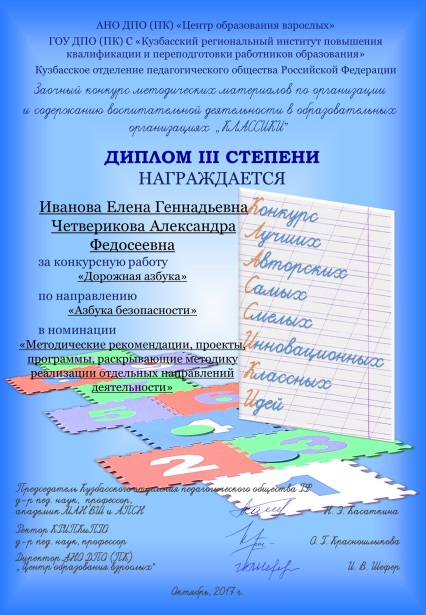 АНО ДПО (ПК) «Центр образования взрослых»
ГОУ ДПО (ПК) С «Кузбасский региональный институт повышения
квалификации и переподготовки работников образования»
Кузбасское отделение педагогического общества Российской Федерации
Заочный конкурс методических материалов по организации
и содержанию воспитательной деятельности в образовательных
организациях „КЛАССИКИ"
ДИПЛОМ III СТЕПЕНИ
НАГРАЖДАЕТСЯ
Иванова Елена Геннадьевна
Четверикова Александра
Федосеевна
за конкурсную работу
«Дорожная азбука»
по направлению
«Азбука безопасности»
в номинации
«Методические рекомендации, проекты,
программы, раскрывающие методику
реализации отдельных направлений
деятельности»
Конкурс
Лучших
Авторских
Самых
Смелых
Инновационных
Классных
Идей
6
5
2
3
1
Председатель Кузбасского отделения педагогического общества РФ
д-р пед. наук, профессор,
академик МАН ВШ и АПСН
Н. Э. Касаткина
Ректор КРИПКиПРО
д-р пед. наук, профессор
О. Г. Красношлыкова
Директор АНО ДПО (ПК)
„Центр образования взрослых"
И. В. Шефер
Октябрь, 2017 г.